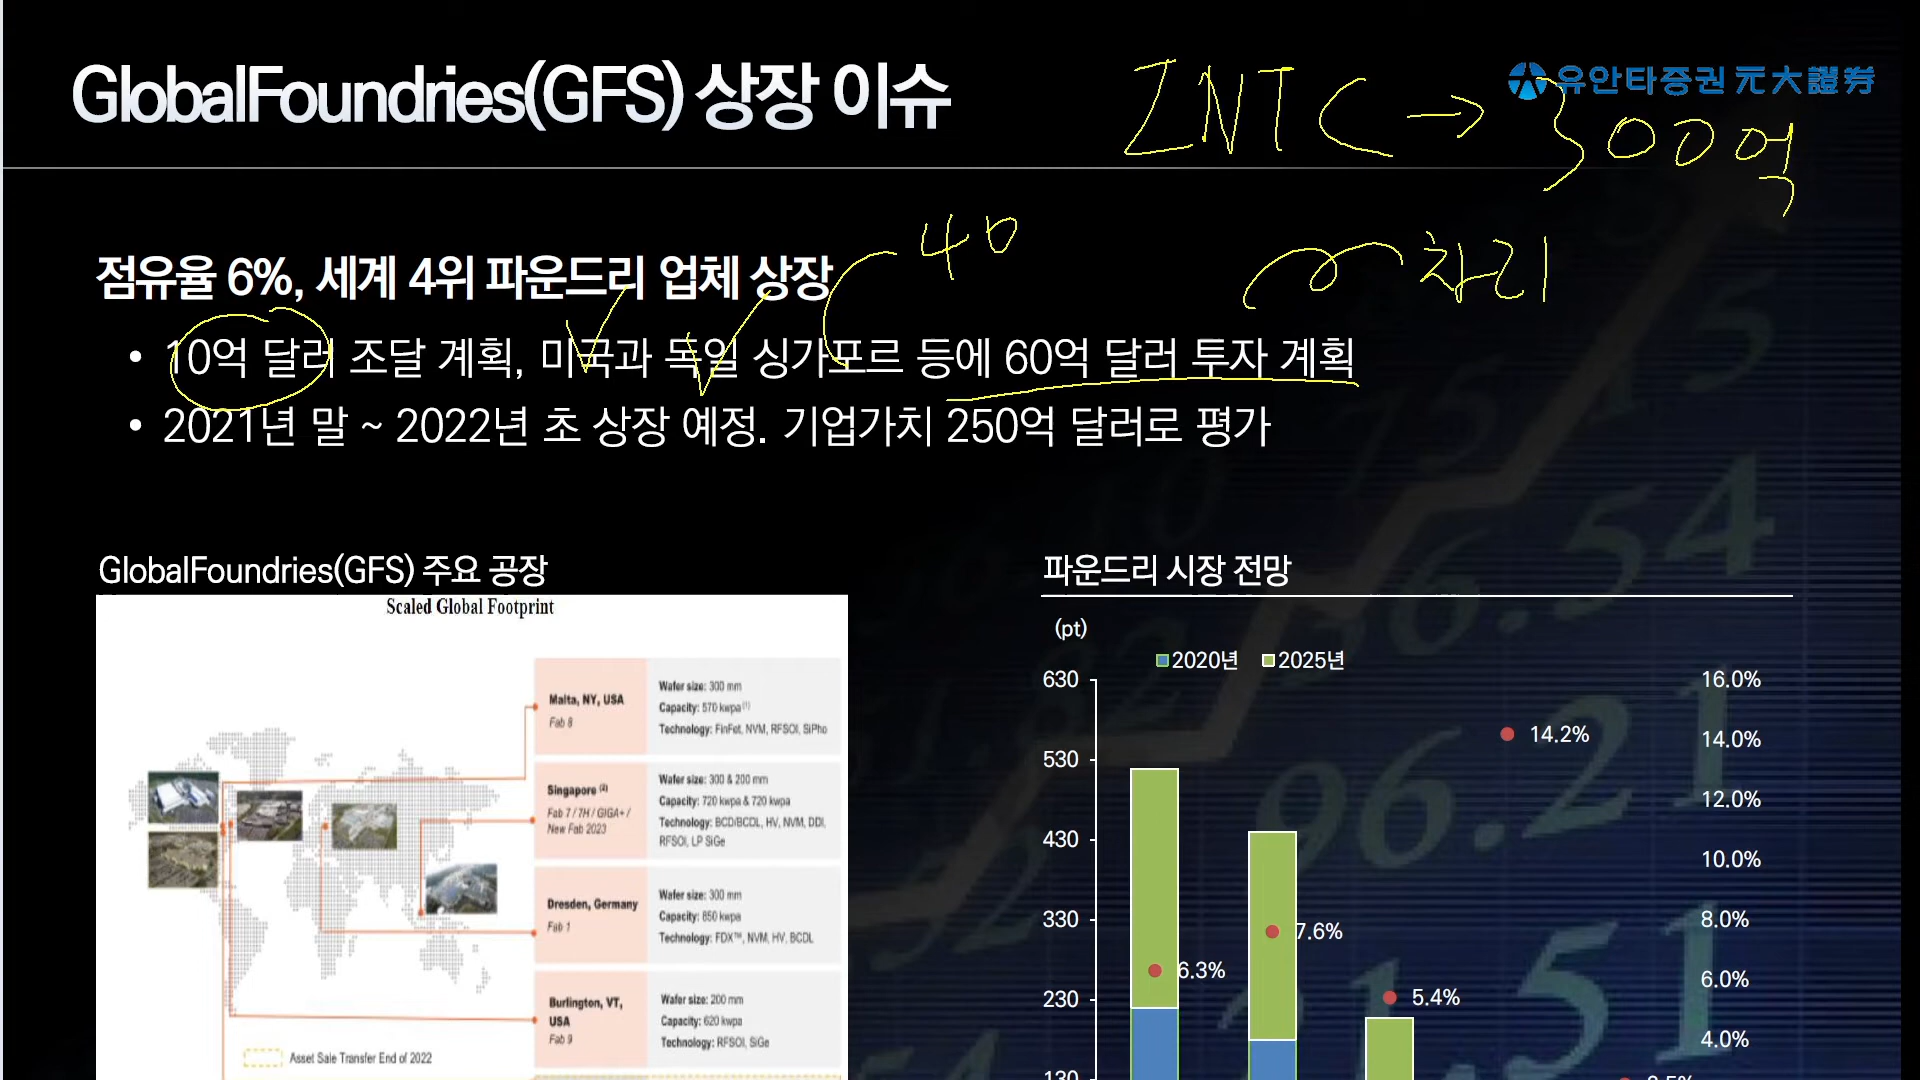 GlobalFoundries(GFS) 상장 이슈
유안타증권 元大證券
INTC → 300억
점유율 6%, 세계 4위 파운드리 업체 상장
40
차리
• 10억 달러 조달 계획, 미국과 독일 싱가포르 등에 60억 달러 투자 계획
• 2021년 말 ~ 2022년 초 상장 예정. 기업가치 250억 달러로 평가
GlobalFoundries(GFS) 주요 공장
Scaled Global Footprint
Malta, NY, USA
Fab 8
Wafer size: 300 mm
Capacity: 570 kwpa (1)
Technology: FinFet, NVM, RFSOI, SiPho
Singapore (2)
Fab 7 / 7H / GIGA+ /
New Fab 2023
Wafer size: 300 & 200 mm
Capacity: 720 kwpa & 720 kwpa
Technology: BCD/BCDL, HV, NVM, DDI,
RFSOI, LP SiGe
Dresden, Germany
Fab 1
Wafer size: 300 mm
Capacity: 850 kwpa
Technology: FDX™, NVM, HV, BCDL
Burlington, VT,
USA
Fab 9
Wafer size: 200 mm
Capacity: 620 kwpa
Technology: RFSOI, SiGe
Asset Sale Transfer End of 2022
파운드리 시장 전망
(pt)
2020년 2025년
630 16.0%
14.2% 14.0%
530
12.0%
430
10.0%
330 7.6% 8.0%
6.3% 6.0%
230 5.4%
4.0%
130